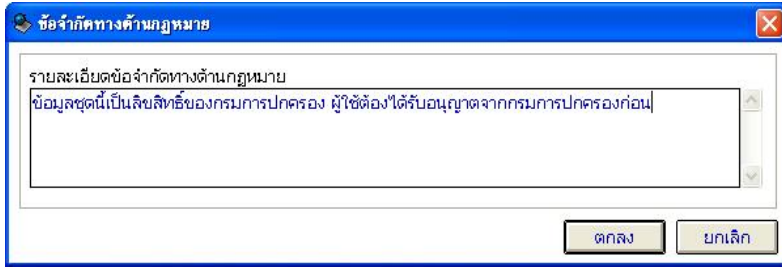 ข้อจำกัดทางด้านกฎหมาย
รายละเอียดข้อจำกัดทางด้านกฎหมาย
ข้อมูลชุดนี้เป็นลิขสิทธิ์ของกรมการปกครอง ผู้ใช้ต้องได้รับอนุญาตจากกรมการปกครองก่อน
ตกลง ยกเลิก